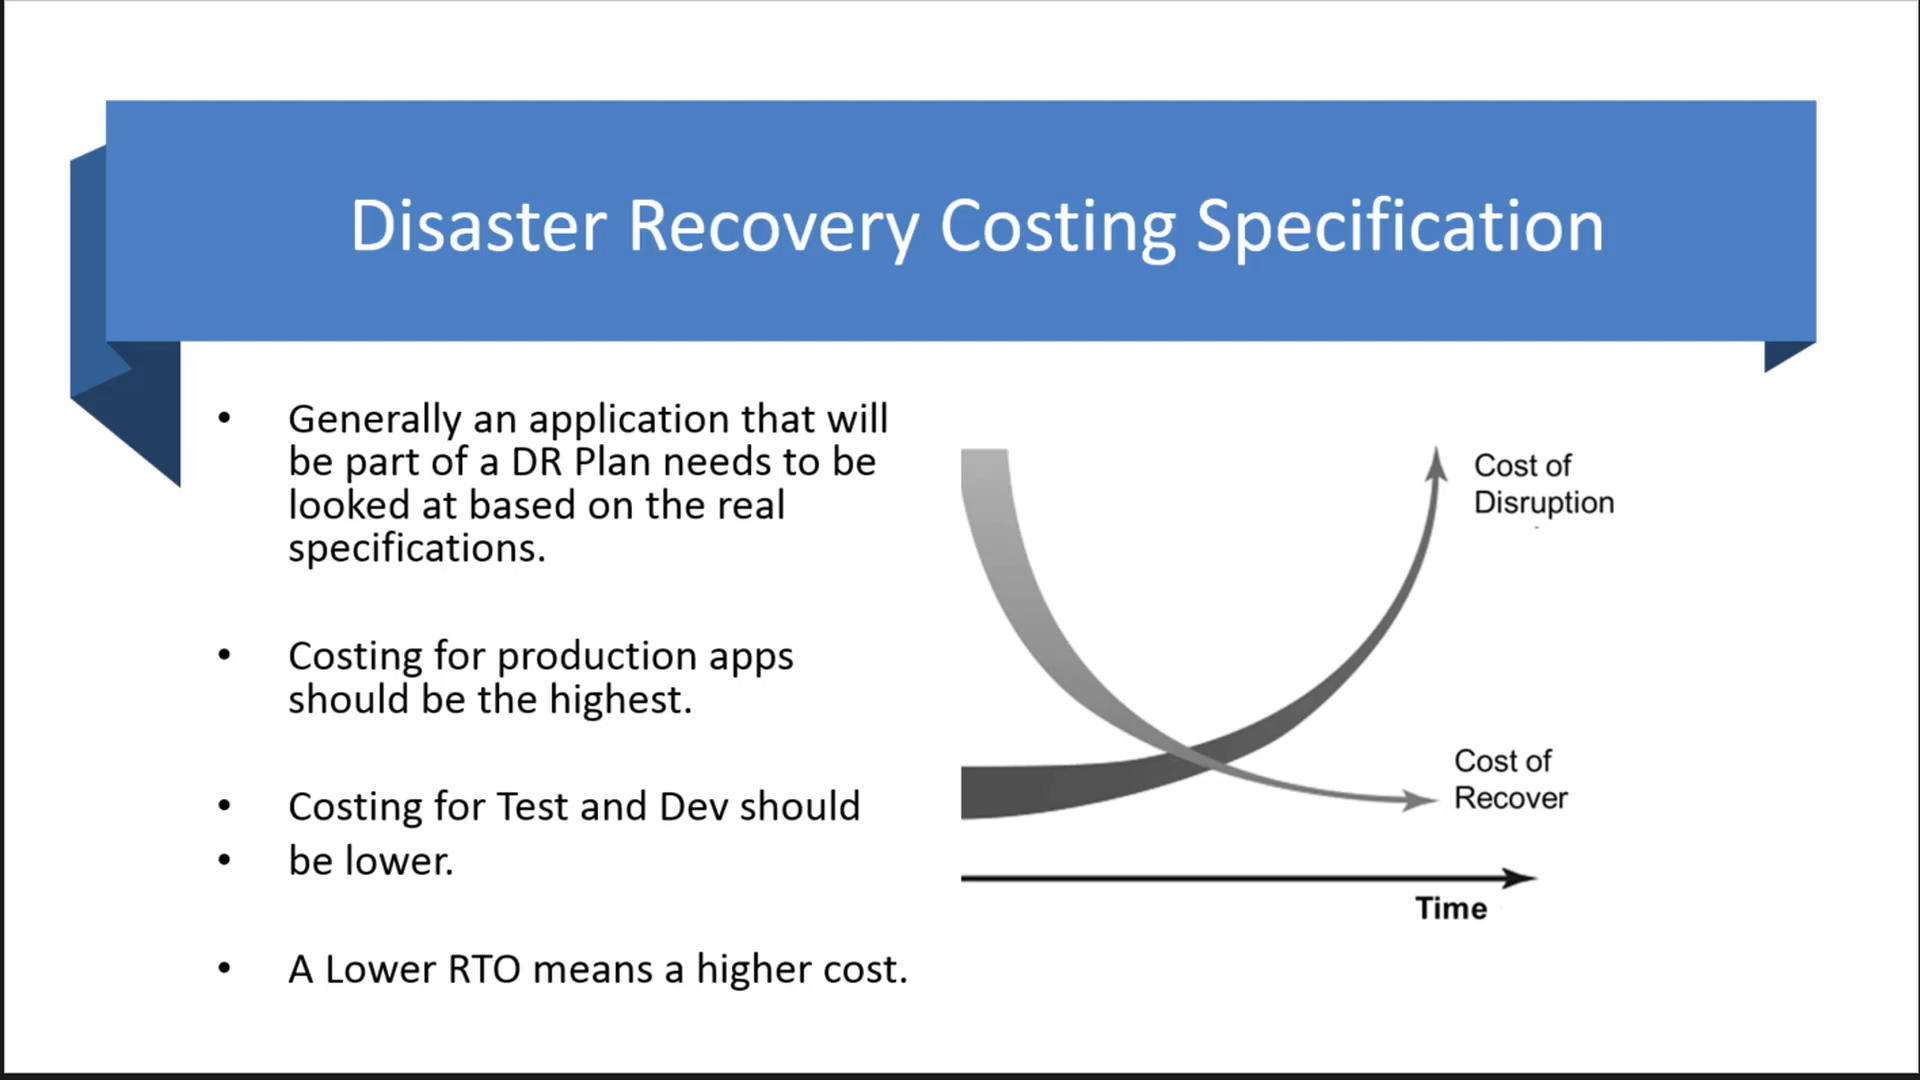 Disaster Recovery Costing Specification
• Generally an application that will
be part of a DR Plan needs to be
looked at based on the real
specifications.
• Costing for production apps
should be the highest.
• Costing for Test and Dev should
• be lower.
• A Lower RTO means a higher cost.
Cost of
Disruption
Cost of
Recover
Time